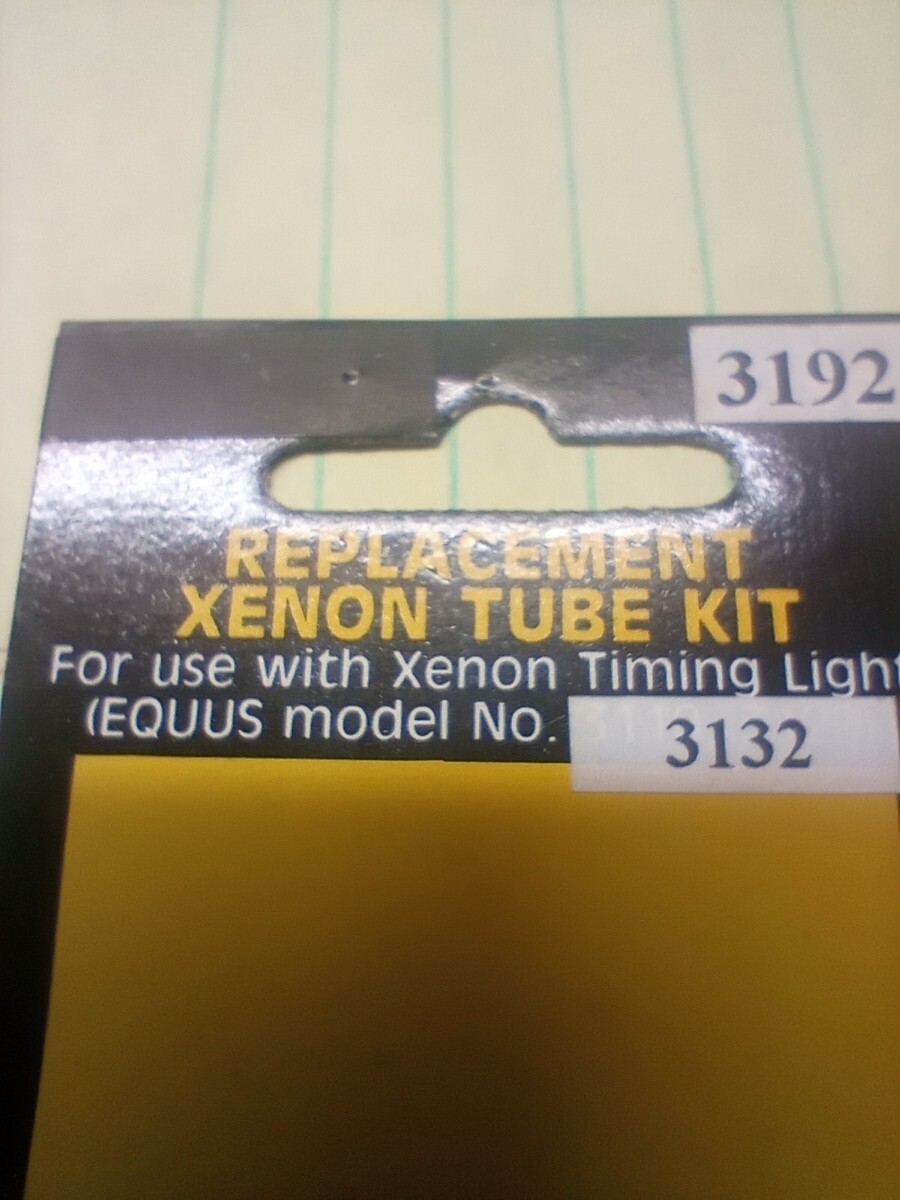 3192
REPLACEMENT
XENON TUBE KIT
For use with Xenon Timing Light
(EQUUS model No. 3132